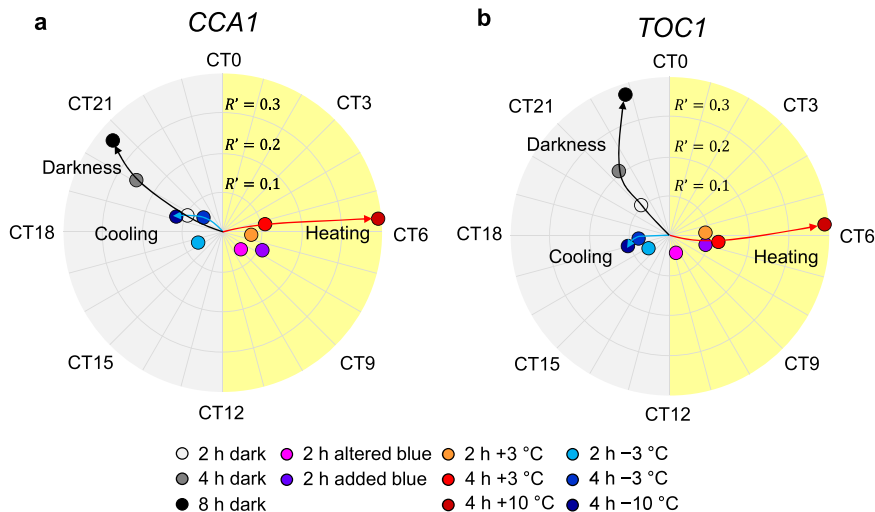 a
CCA1
CT0
CT3
CT6
CT9
CT12
CT15
CT18
CT21
R' = 0.3
R' = 0.2
R' = 0.1
Darkness
Cooling
Heating
b
TOC1
CT0
CT3
CT6
CT9
CT12
CT15
CT18
CT21
R' = 0.3
R' = 0.2
R' = 0.1
Darkness
Cooling
Heating
2 h dark
4 h dark
8 h dark
2 h altered blue
2 h added blue
2 h +3 °C
4 h +3 °C
4 h +10 °C
2 h −3 °C
4 h −3 °C
4 h −10 °C